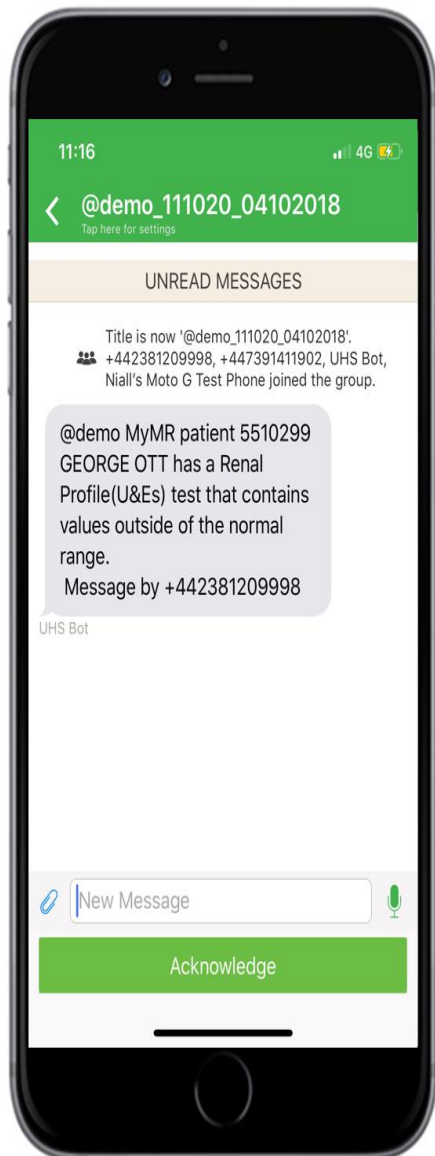 11:16
4G
@demo_111020_04102018
Tap here for settings
UNREAD MESSAGES
Title is now '@demo_111020_04102018'.
+442381209998, +447391411902, UHS Bot,
Niall's Moto G Test Phone joined the group.
@demo MyMR patient 5510299
GEORGE OTT has a Renal
Profile(U&Es) test that contains
values outside of the normal
range.
Message by +442381209998
UHS Bot
New Message
Acknowledge